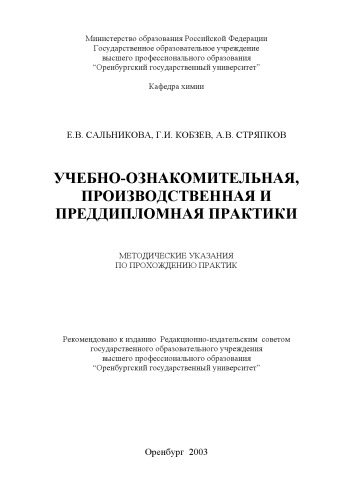 Министерство образования Российской Федерации
Государственное образовательное учреждение
высшего профессионального образования
“Оренбургский государственный университет”
Кафедра химии
Е.В. САЛЬНИКОВА, Г.И. КОБЗЕВ, А.В. СТРЯПКОВ
УЧЕБНО-ОЗНАКОМИТЕЛЬНАЯ,
ПРОИЗВОДСТВЕННАЯ И
ПРЕДДИПЛОМНАЯ ПРАКТИКИ
МЕТОДИЧЕСКИЕ УКАЗАНИЯ
ПО ПРОХОЖДЕНИЮ ПРАКТИК
Рекомендовано к изданию Редакционно-издательским советом
государственного образовательного учреждения
высшего профессионального образования
“Оренбургский государственный университет”
Оренбург 2003